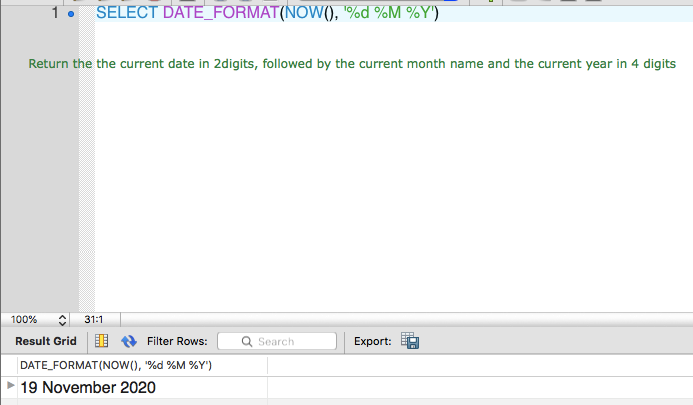 1 SELECT DATE_FORMAT(NOW(), '%d %M %Y')
Return the the current date in 2digits, followed by the current month name and the current year in 4 digits
100% 31:1
Result Grid Filter Rows: Search Export:
DATE_FORMAT(NOW(), '%d %M %Y')
19 November 2020